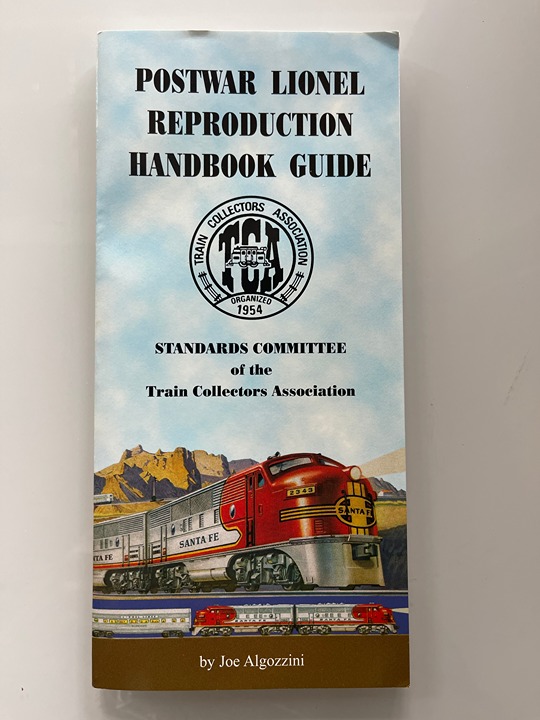 POSTWAR LIONEL
REPRODUCTION
HANDBOOK GUIDE
TRAIN COLLECTORS ASSOCIATION
TCA
ORGANIZED
1954
STANDARDS COMMITTEE
of the
Train Collectors Association
2343
SANTA FE
SANTA FE
NTA FE
by Joe Algozzini